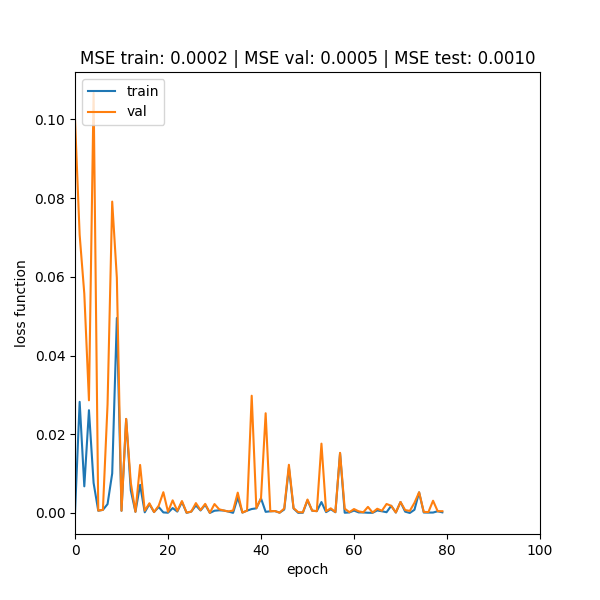 MSE train: 0.0002 | MSE val: 0.0005 | MSE test: 0.0010
train
val
0.10
0.08
0.06
0.04
0.02
0.00
loss function
0 20 40 60 80 100
epoch